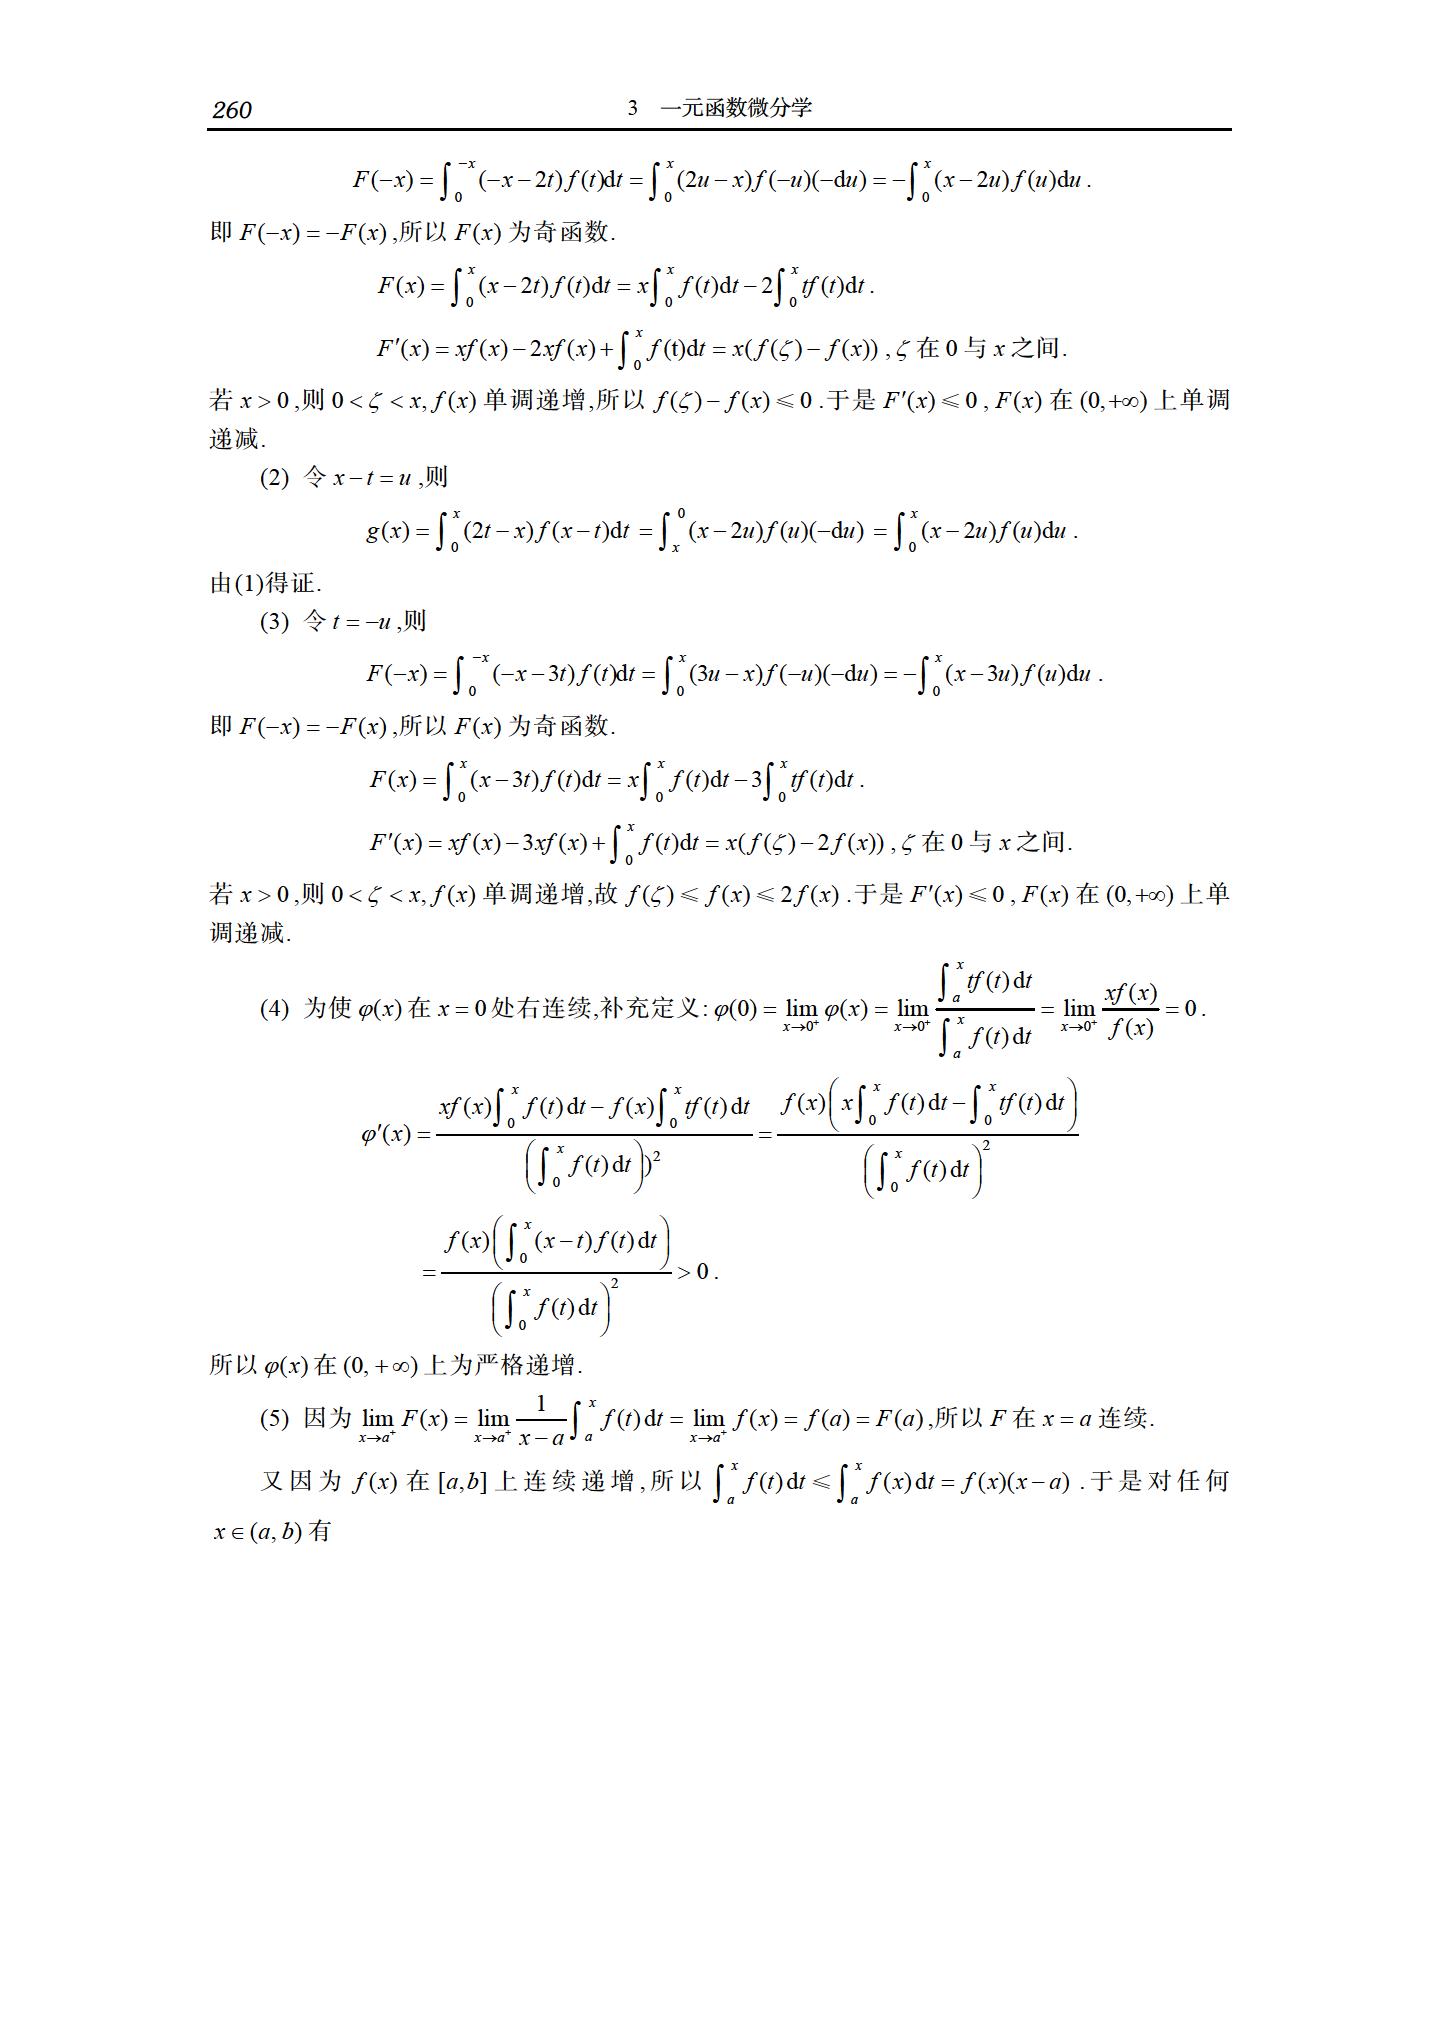 260 3 一元函数微分学
$F(-x)=\int_0^{-x}(-x-2t)f(t)\mathrm{d}t=\int_0^x(2u-x)f(-u)(-\mathrm{d}u)=-\int_0^x(x-2u)f(u)\mathrm{d}u$ .
即 $F(-x)=-F(x)$ ,所以 $F(x)$ 为奇函数.
$F(x)=\int_0^x(x-2t)f(t)\mathrm{d}t=x\int_0^x f(t)\mathrm{d}t-2\int_0^x tf(t)\mathrm{d}t$ .
$F'(x)=xf(x)-2xf(x)+\int_0^x f(\mathrm{t})\mathrm{d}t=x(f(\zeta)-f(x))$ , $\zeta$ 在 0 与 $x$ 之间.
若 $x>0$ ,则 $0<\zeta<x,f(x)$ 单调递增,所以 $f(\zeta)-f(x)\leqslant 0$ .于是 $F'(x)\leqslant 0$ , $F(x)$ 在 $(0,+\infty)$ 上单调
递减.
(2) 令 $x-t=u$ ,则
$g(x)=\int_0^x(2t-x)f(x-t)\mathrm{d}t=\int_x^0(x-2u)f(u)(-\mathrm{d}u)=\int_0^x(x-2u)f(u)\mathrm{d}u$ .
由(1)得证.
(3) 令 $t=-u$ ,则
$F(-x)=\int_0^{-x}(-x-3t)f(t)\mathrm{d}t=\int_0^x(3u-x)f(-u)(-\mathrm{d}u)=-\int_0^x(x-3u)f(u)\mathrm{d}u$ .
即 $F(-x)=-F(x)$ ,所以 $F(x)$ 为奇函数.
$F(x)=\int_0^x(x-3t)f(t)\mathrm{d}t=x\int_0^x f(t)\mathrm{d}t-3\int_0^x tf(t)\mathrm{d}t$ .
$F'(x)=xf(x)-3xf(x)+\int_0^x f(t)\mathrm{d}t=x(f(\zeta)-2f(x))$ , $\zeta$ 在 0 与 $x$ 之间.
若 $x>0$ ,则 $0<\zeta<x,f(x)$ 单调递增,故 $f(\zeta)\leqslant f(x)\leqslant 2f(x)$ .于是 $F'(x)\leqslant 0$ , $F(x)$ 在 $(0,+\infty)$ 上单
调递减.
(4) 为使 $\varphi(x)$ 在 $x=0$ 处右连续,补充定义: $\varphi(0)=\lim_{x\to 0^+}\varphi(x)=\lim_{x\to 0^+}\frac{\int_a^x tf(t)\mathrm{d}t}{\int_a^x f(t)\mathrm{d}t}=\lim_{x\to 0^+}\frac{xf(x)}{f(x)}=0$ .
$\varphi'(x)=\frac{xf(x)\int_0^x f(t)\mathrm{d}t-f(x)\int_0^x tf(t)\mathrm{d}t}{\left(\int_0^x f(t)\mathrm{d}t\right))^2}=\frac{f(x)\left(x\int_0^x f(t)\mathrm{d}t-\int_0^x tf(t)\mathrm{d}t\right)}{\left(\int_0^x f(t)\mathrm{d}t\right)^2}$
$=\frac{f(x)\left(\int_0^x(x-t)f(t)\mathrm{d}t\right)}{\left(\int_0^x f(t)\mathrm{d}t\right)^2}>0$ .
所以 $\varphi(x)$ 在 $(0,+\infty)$ 上为严格递增.
(5) 因为 $\lim_{x\to a^+}F(x)=\lim_{x\to a^+}\frac{1}{x-a}\int_a^x f(t)\mathrm{d}t=\lim_{x\to a^+}f(x)=f(a)=F(a)$ ,所以 $F$ 在 $x=a$ 连续.
又因为 $f(x)$ 在 $[a,b]$ 上连续递增,所以 $\int_a^x f(t)\mathrm{d}t\leqslant\int_a^x f(x)\mathrm{d}t=f(x)(x-a)$ .于是对任何
$x\in(a,b)$ 有